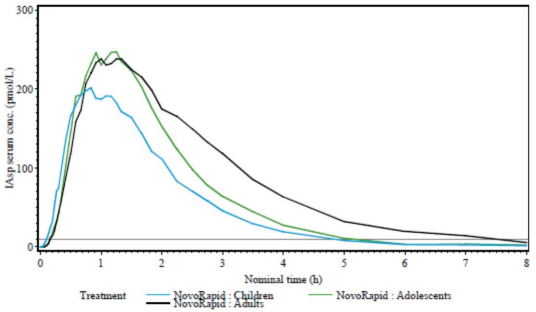 300
200
100
0
IAsp serum conc. (pmol/L)
0 1 2 3 4 5 6 7 8
Nominal time (h)
Treatment NovoRapid : Children NovoRapid : Adolescents
NovoRapid : Adults